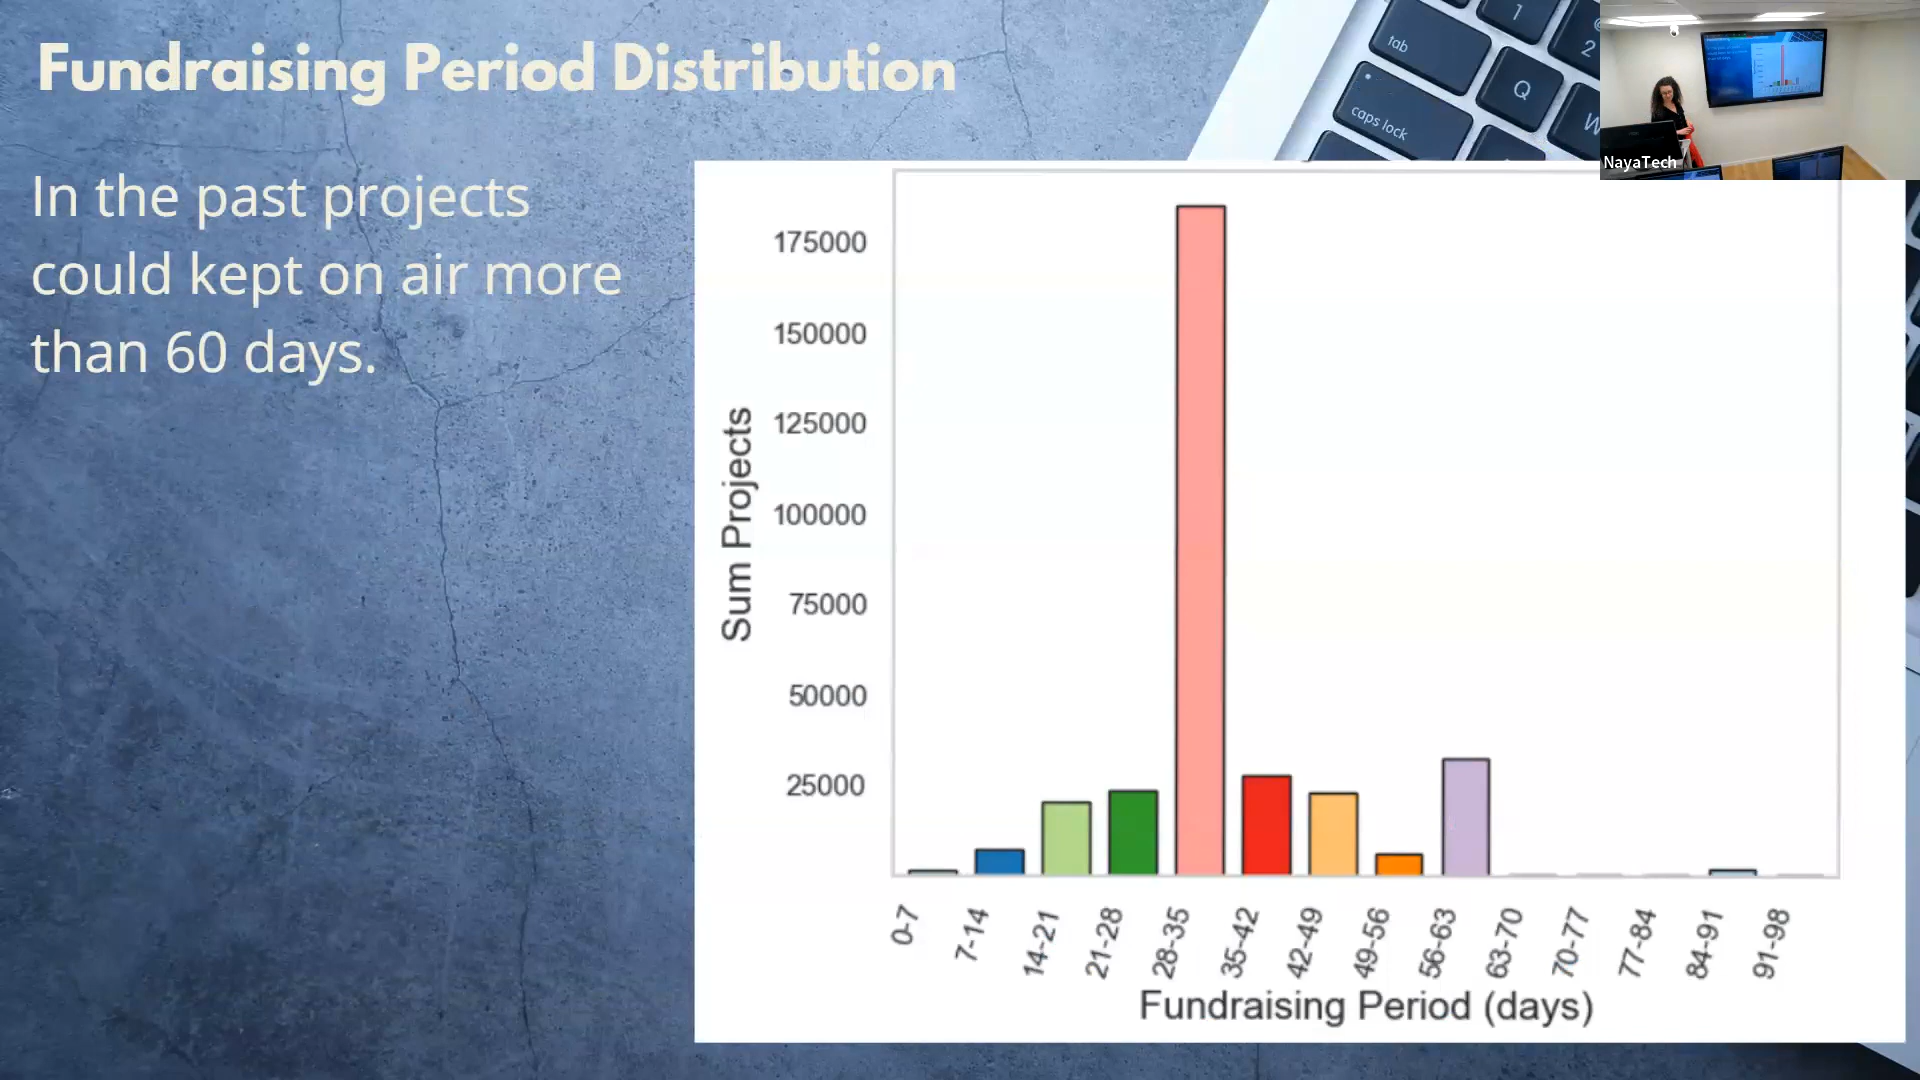 Fundraising Period Distribution
In the past projects
could kept on air more
than 60 days.
tab
1
2
Q
W
caps lock
NayaTech
175000
150000
125000
100000
75000
50000
25000
Sum Projects
0-7
7-14
14-21
21-28
28-35
35-42
42-49
49-56
56-63
63-70
70-77
77-84
84-91
91-98
Fundraising Period (days)